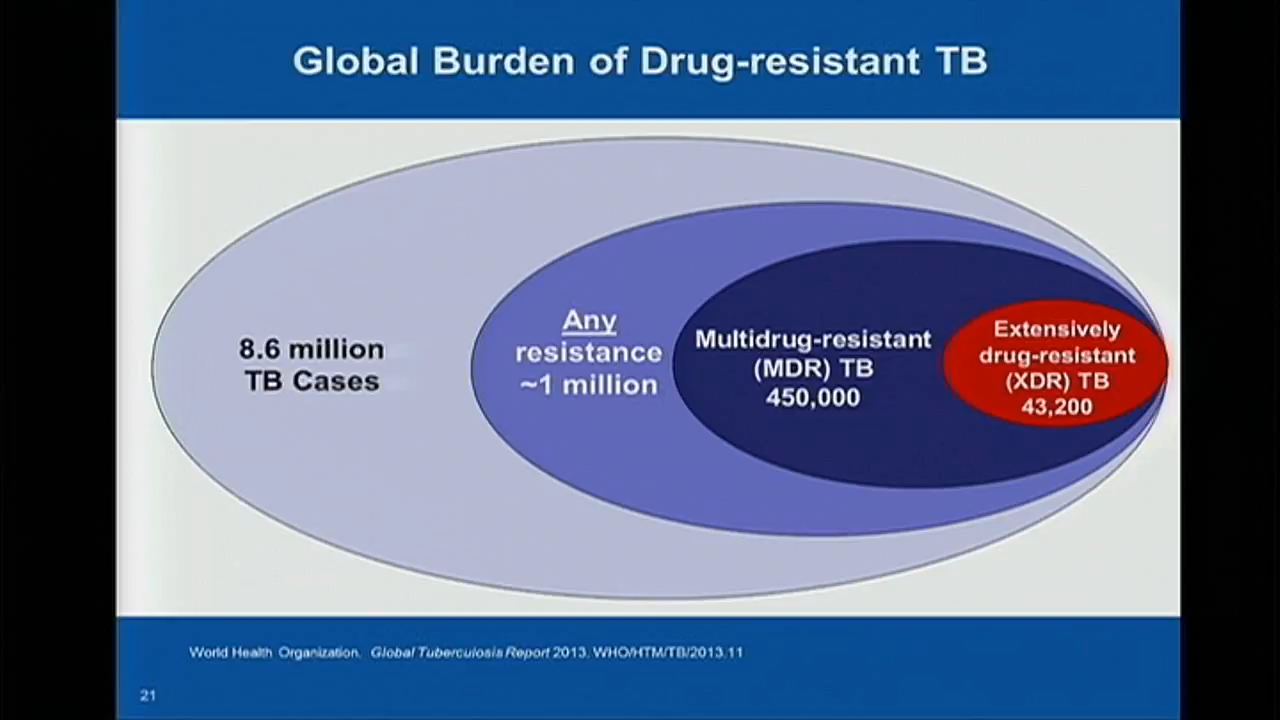 Global Burden of Drug-resistant TB
8.6 million
TB Cases
Any
resistance
~1 million
Multidrug-resistant
(MDR) TB
450,000
Extensively
drug-resistant
(XDR) TB
43,200
World Health Organization. Global Tuberculosis Report 2013. WHO/HTM/TB/2013.11
21